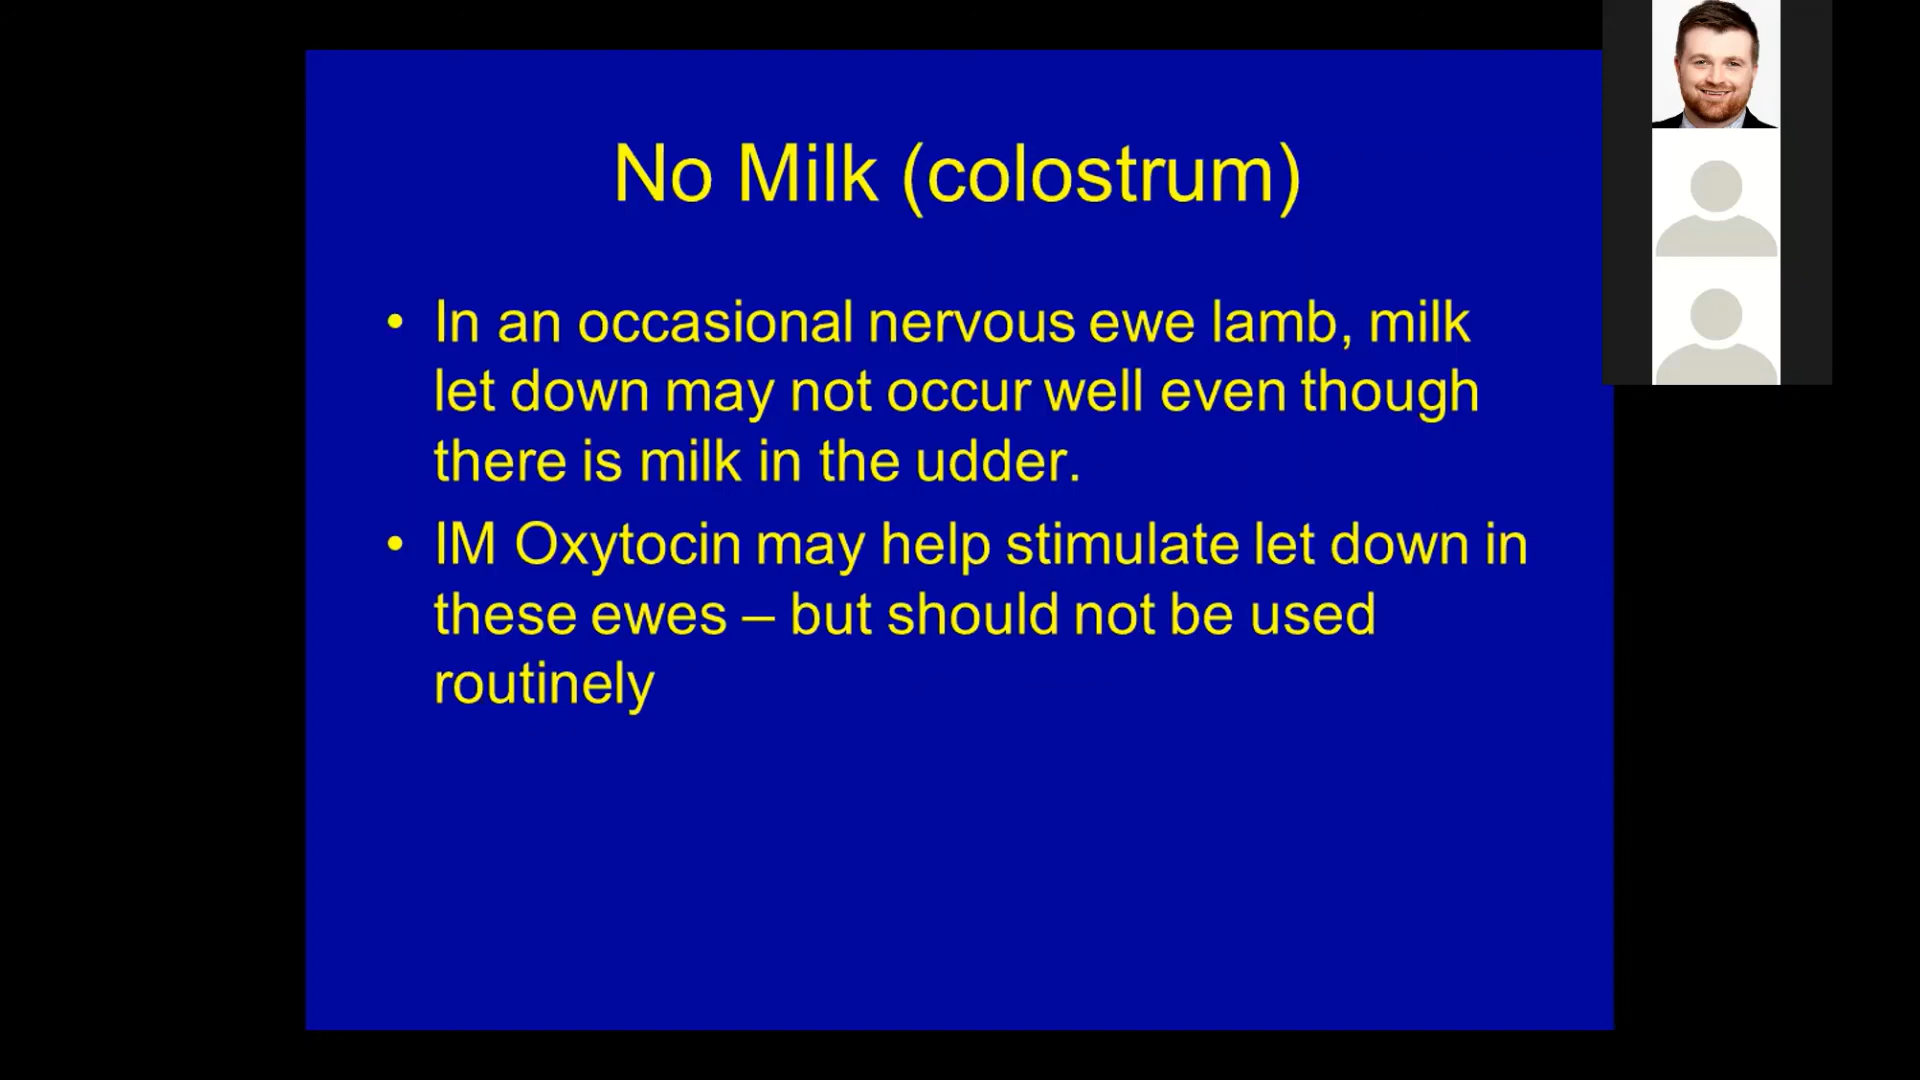 No Milk (colostrum)
• In an occasional nervous ewe lamb, milk
let down may not occur well even though
there is milk in the udder.
• IM Oxytocin may help stimulate let down in
these ewes – but should not be used
routinely